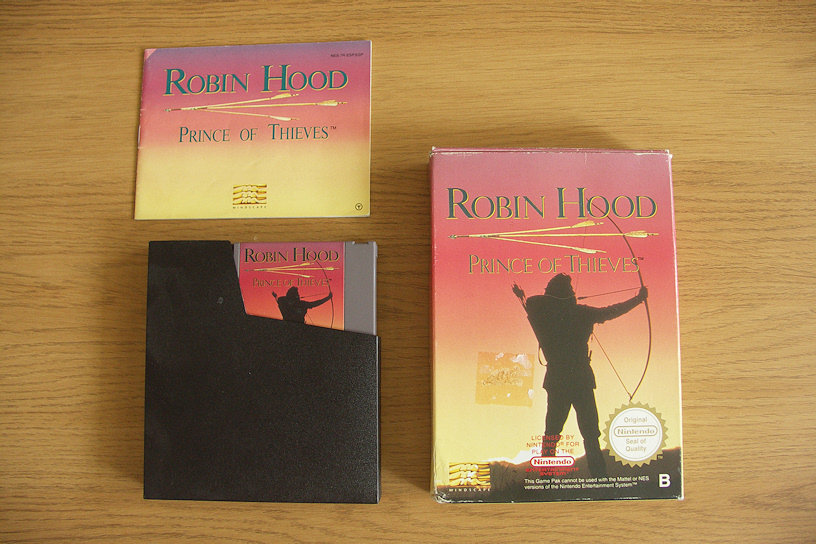 ROBIN HOOD
PRINCE OF THIEVES™
MINDSCAPE
ROBIN HOOD
PRINCE OF THIEVES
ROBIN HOOD
PRINCE OF THIEVES™
LICENSED BY
NINTENDO® FOR
PLAY ON THE
Nintendo
ENTERTAINMENT
SYSTEM™
Original
Nintendo
Seal of
Quality
MINDSCAPE
This Game Pak cannot be used with the Mattel or NES
versions of the Nintendo Entertainment System™
B